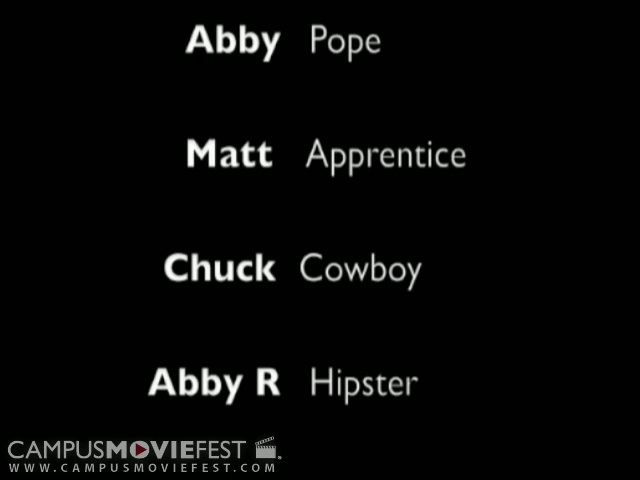 Abby Pope
Matt Apprentice
Chuck Cowboy
Abby R Hipster
CAMPUSMOVIEFEST
WWW.CAMPUSMOVIEFEST.COM